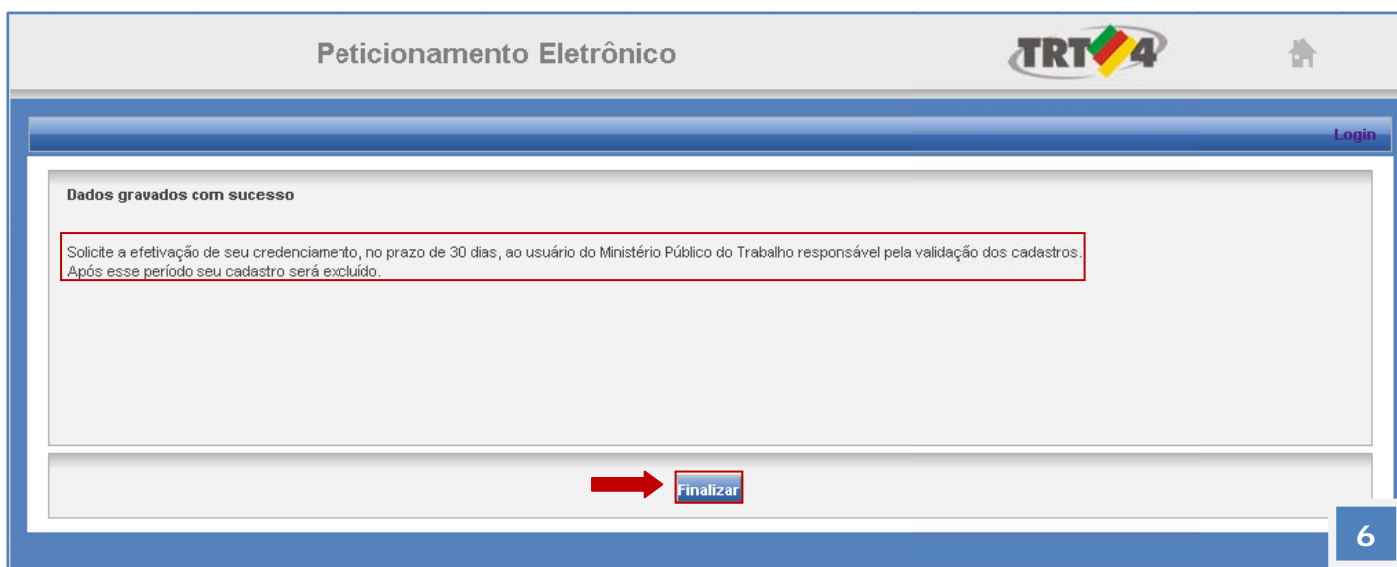 Peticionamento Eletrônico
TRT 4
Login
Dados gravados com sucesso
Solicite a efetivação de seu credenciamento, no prazo de 30 dias, ao usuário do Ministério Público do Trabalho responsável pela validação dos cadastros.
Após esse período seu cadastro será excluído.
Finalizar
6